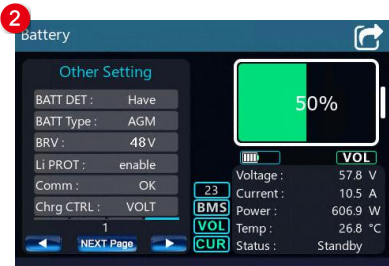 2
Battery
Other Setting
BATT DET : Have
BATT Type : AGM
BRV : 48 V
Li PROT : enable
Comm : OK
Chrg CTRL : VOLT
1
NEXT Page
50%
23
BMS
VOL
CUR
VOL
Voltage : 57.8 V
Current : 10.5 A
Power : 606.9 W
Temp : 26.8 °C
Status : Standby